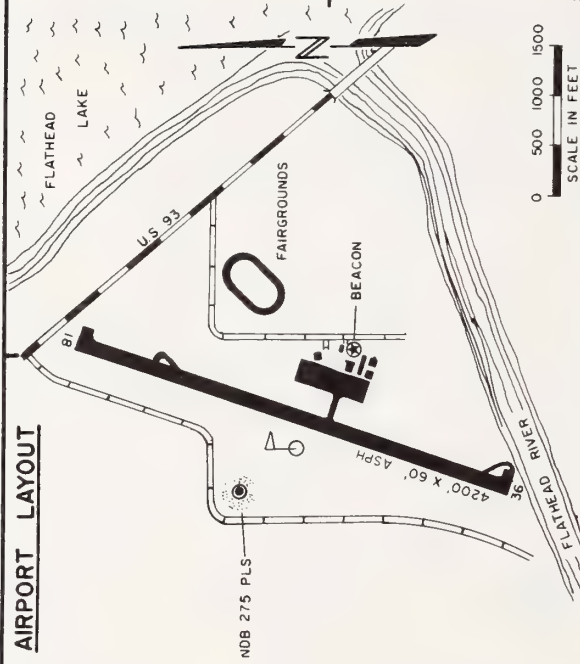 AIRPORT LAYOUT
FLATHEAD
LAKE
N
U.S 93
FAIRGROUNDS
BEACON
18
4200' x 60' ASPH
36
NDB 275 PLS
FLATHEAD RIVER
0 500 1000 1500
SCALE IN FEET